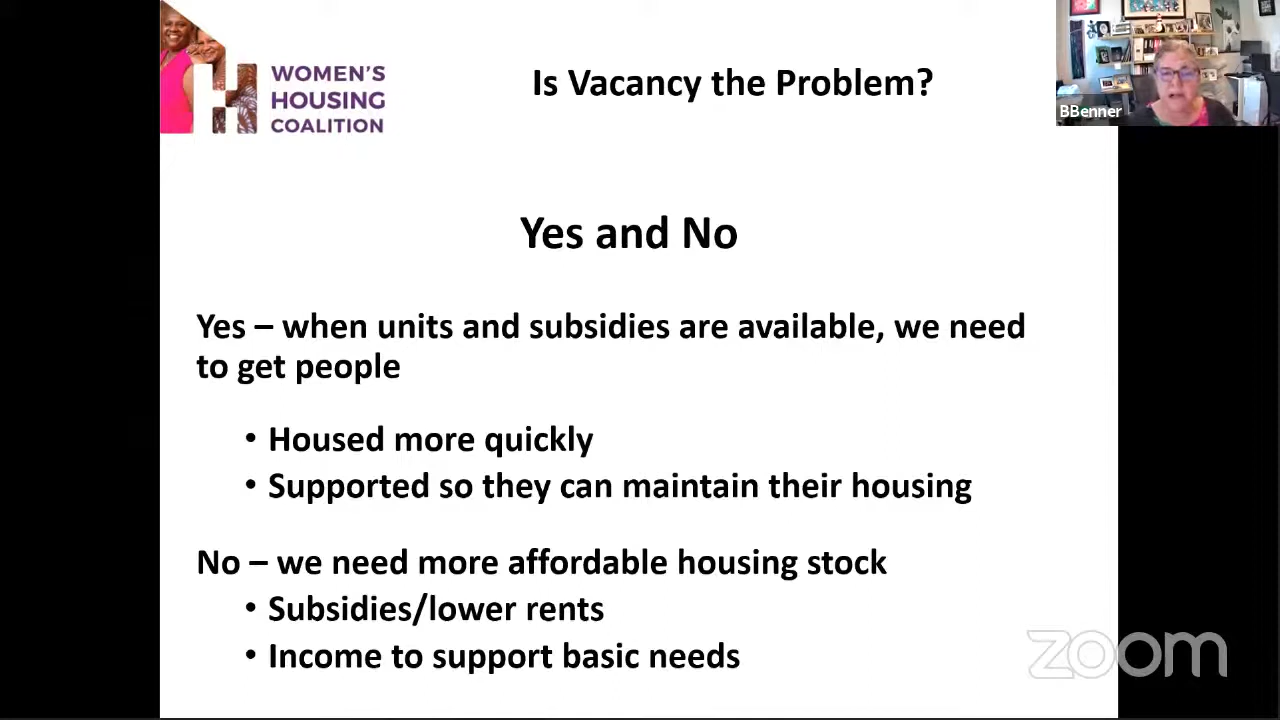 WOMEN'S
HOUSING
COALITION
Is Vacancy the Problem?
BBenner
Yes and No
Yes – when units and subsidies are available, we need
to get people
• Housed more quickly
• Supported so they can maintain their housing
No – we need more affordable housing stock
• Subsidies/lower rents
• Income to support basic needs
zoom